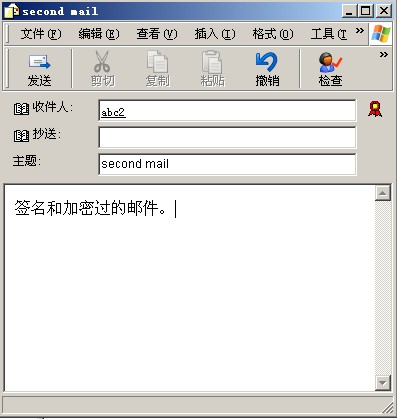 second mail
文件(F) 编辑(E) 查看(V) 插入(I) 格式(O) 工具(T) »
发送 剪切 复制 粘贴 撤销 检查 »
收件人: abc2
抄送:
主题: second mail
签名和加密过的邮件。